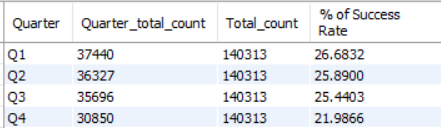 Quarter Quarter_total_count Total_count % of Success Rate
Q1 37440 140313 26.6832
Q2 36327 140313 25.8900
Q3 35696 140313 25.4403
Q4 30850 140313 21.9866